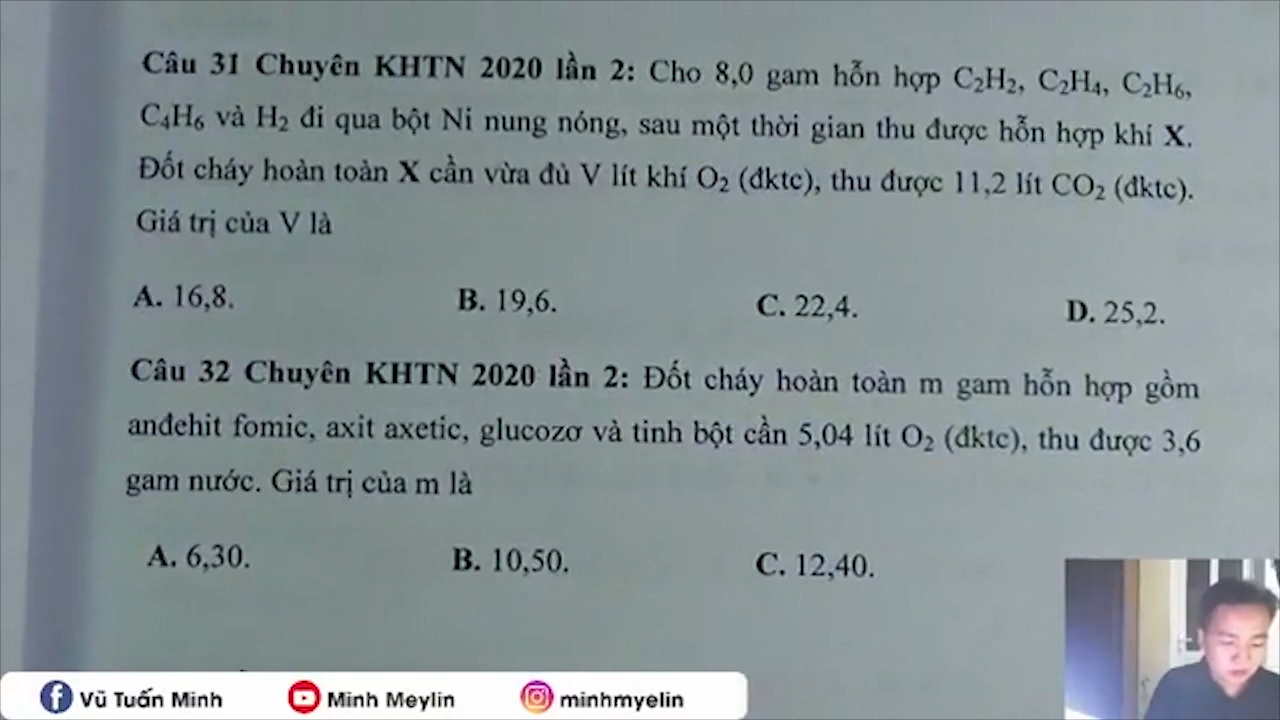 Câu 31 Chuyên KHTN 2020 lần 2: Cho 8,0 gam hỗn hợp C₂H₂, C₂H₄, C₂H₆,
C₄H₆ và H₂ đi qua bột Ni nung nóng, sau một thời gian thu được hỗn hợp khí X.
Đốt cháy hoàn toàn X cần vừa đủ V lít khí O₂ (đktc), thu được 11,2 lít CO₂ (đktc).
Giá trị của V là
A. 16,8. B. 19,6. C. 22,4. D. 25,2.
Câu 32 Chuyên KHTN 2020 lần 2: Đốt cháy hoàn toàn m gam hỗn hợp gồm
anđehit fomic, axit axetic, glucozơ và tinh bột cần 5,04 lít O₂ (đktc), thu được 3,6
gam nước. Giá trị của m là
A. 6,30. B. 10,50. C. 12,40.
Vũ Tuấn Minh Minh Meylin minhmyelin